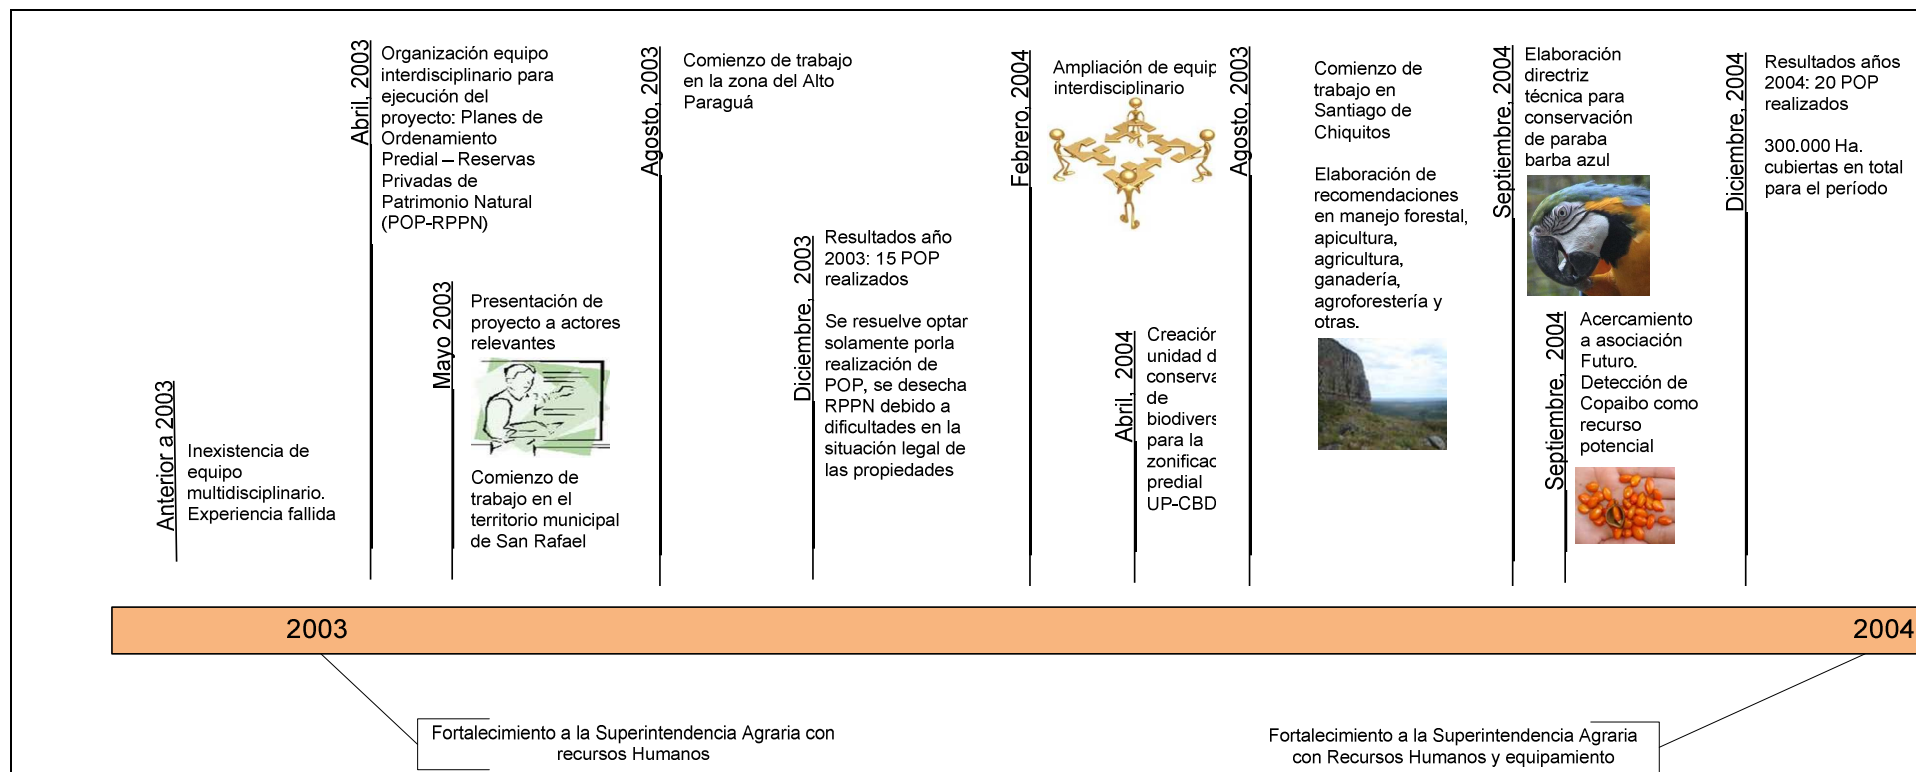 Anterior a 2003
Inexistencia de
equipo
multidisciplinario.
Experiencia fallida
Abril, 2003
Organización equipo
interdisciplinario para
ejecución del
proyecto: Planes de
Ordenamiento
Predial – Reservas
Privadas de
Patrimonio Natural
(POP-RPPN)
Mayo 2003
Presentación de
proyecto a actores
relevantes
Comienzo de
trabajo en el
territorio municipal
de San Rafael
Agosto, 2003
Comienzo de trabajo
en la zona del Alto
Paraguá
Diciembre, 2003
Resultados año
2003: 15 POP
realizados
Se resuelve optar
solamente porla
realización de
POP, se desecha
RPPN debido a
dificultades en la
situación legal de
las propiedades
Febrero, 2004
Ampliación de equip
interdisciplinario
Abril, 2004
Creación
unidad d
conserva
de
biodivers
para la
zonificac
predial
UP-CBD
Agosto, 2003
Comienzo de
trabajo en
Santiago de
Chiquitos
Elaboración de
recomendaciones
en manejo forestal,
apicultura,
agricultura,
ganadería,
agroforestería y
otras.
Septiembre, 2004
Elaboración
directriz
técnica para
conservación
de paraba
barba azul
Septiembre, 2004
Acercamiento
a asociación
Futuro.
Detección de
Copaibo como
recurso
potencial
Diciembre, 2004
Resultados años
2004: 20 POP
realizados
300.000 Ha.
cubiertas en total
para el período
2003
2004
Fortalecimiento a la Superintendencia Agraria con
recursos Humanos
Fortalecimiento a la Superintendencia Agraria
con Recursos Humanos y equipamiento